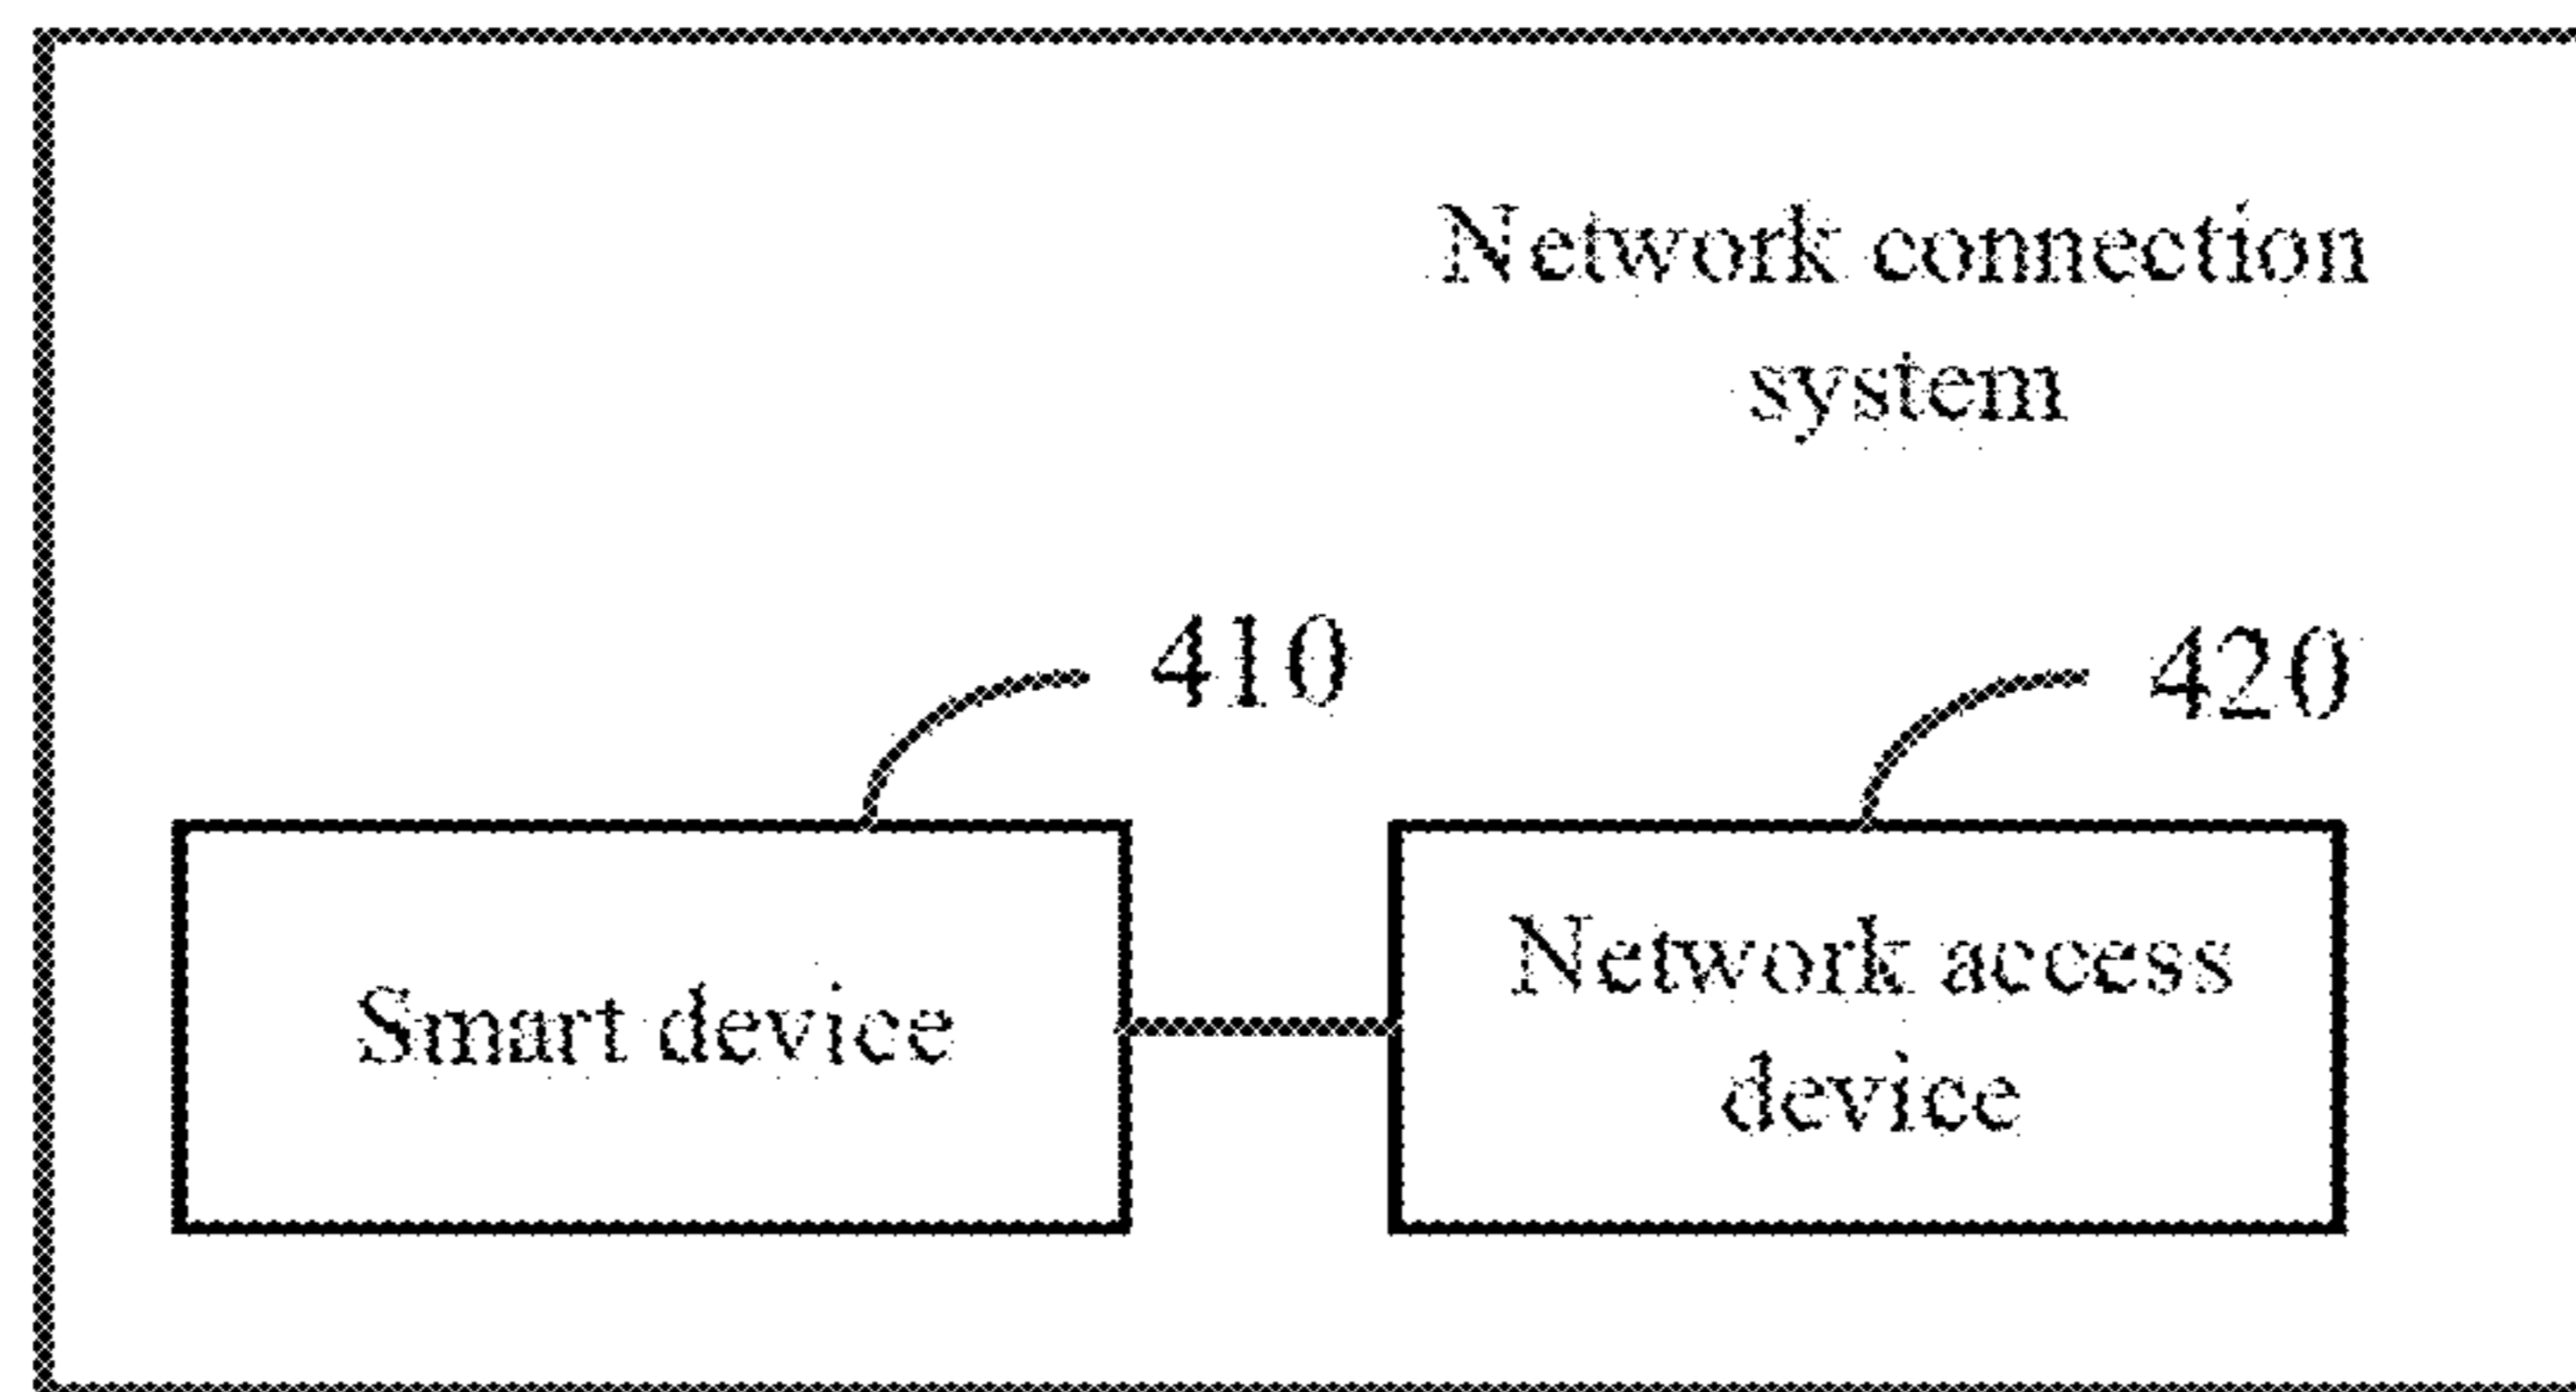 Network connection
system
410
420
Smart device
Network access
device